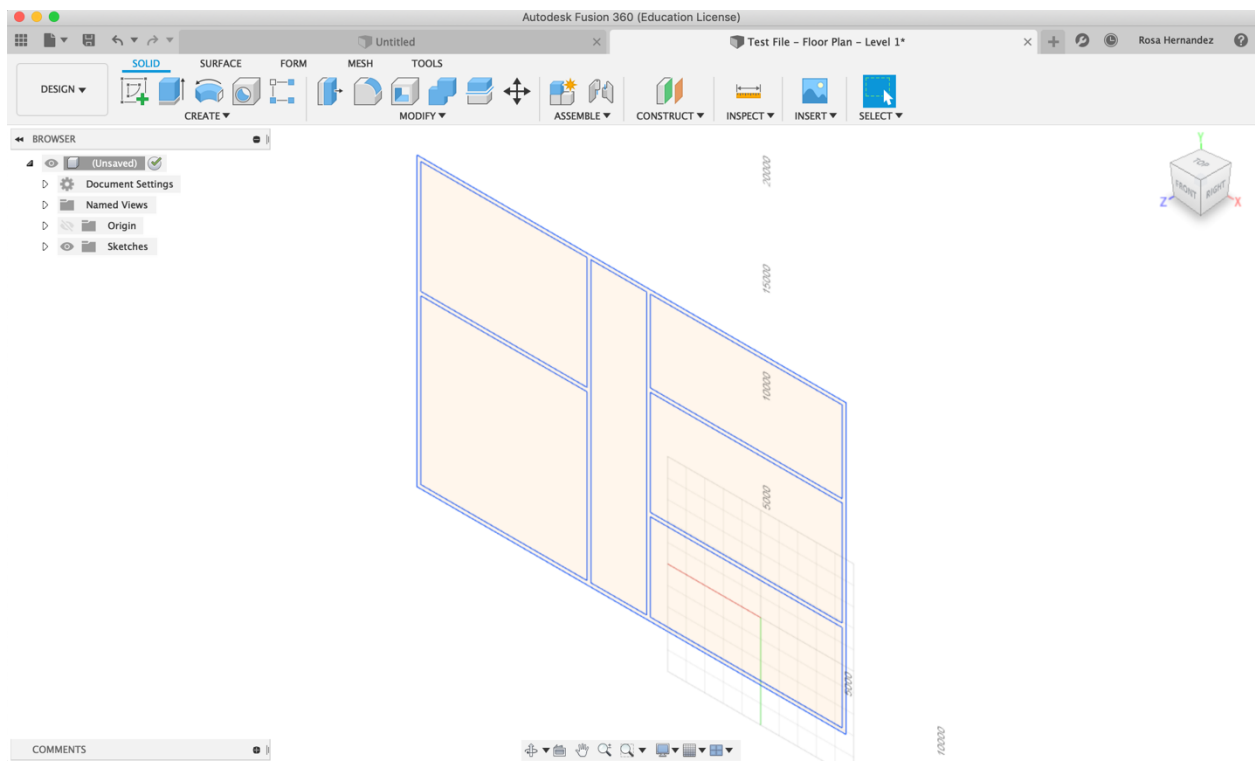 Autodesk Fusion 360 (Education License)
Untitled
Test File – Floor Plan – Level 1*
Rosa Hernandez
SOLID SURFACE FORM MESH TOOLS
DESIGN ▾
CREATE ▾ MODIFY ▾ ASSEMBLE ▾ CONSTRUCT ▾ INSPECT ▾ INSERT ▾ SELECT ▾
BROWSER
(Unsaved)
Document Settings
Named Views
Origin
Sketches
Y
TOP
FRONT
RIGHT
Z
X
20000
15000
10000
5000
5000
10000
COMMENTS